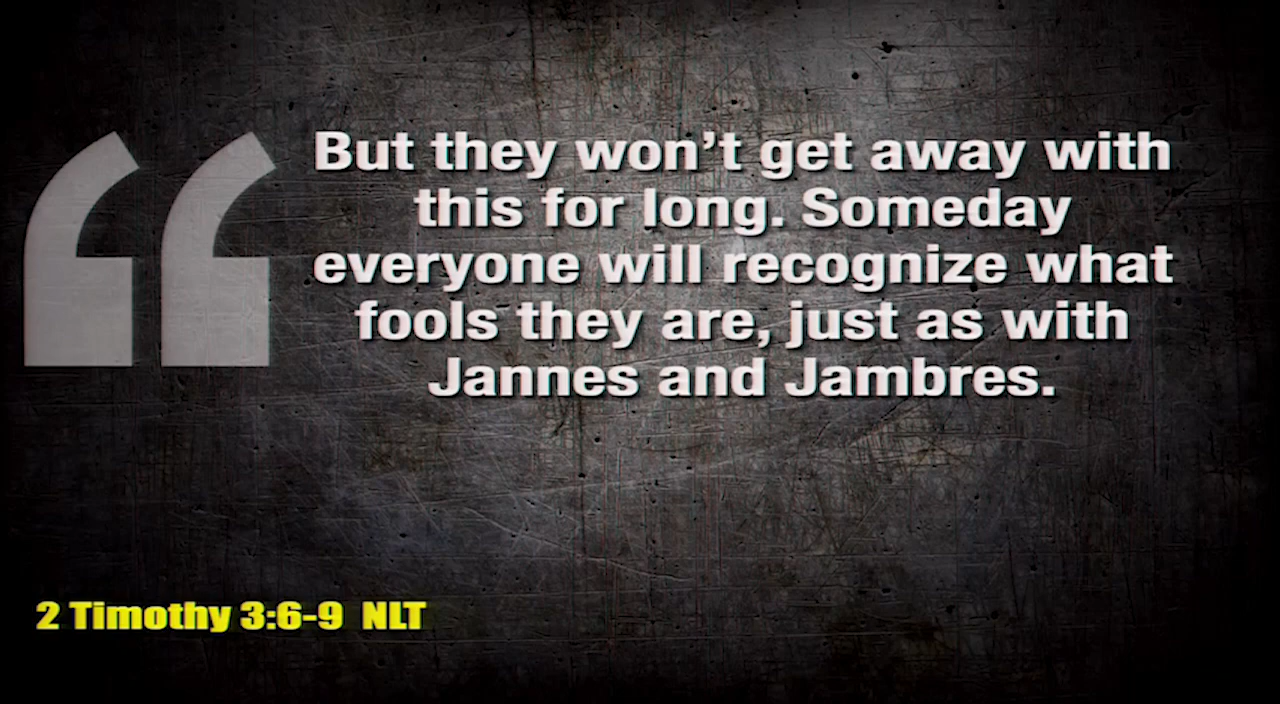 “
But they won’t get away with
this for long. Someday
everyone will recognize what
fools they are, just as with
Jannes and Jambres.
2 Timothy 3:6-9 NLT